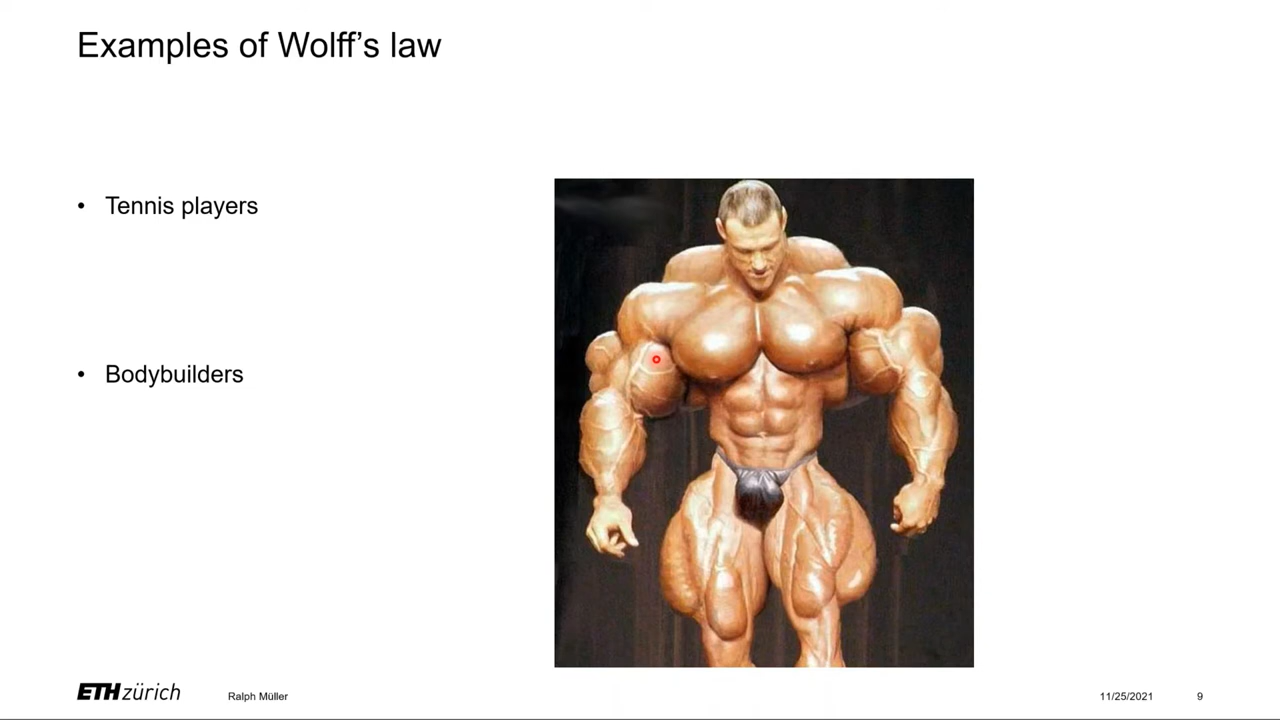 Examples of Wolff's law
• Tennis players
• Bodybuilders
ETH zürich
Ralph Müller
11/25/2021
9